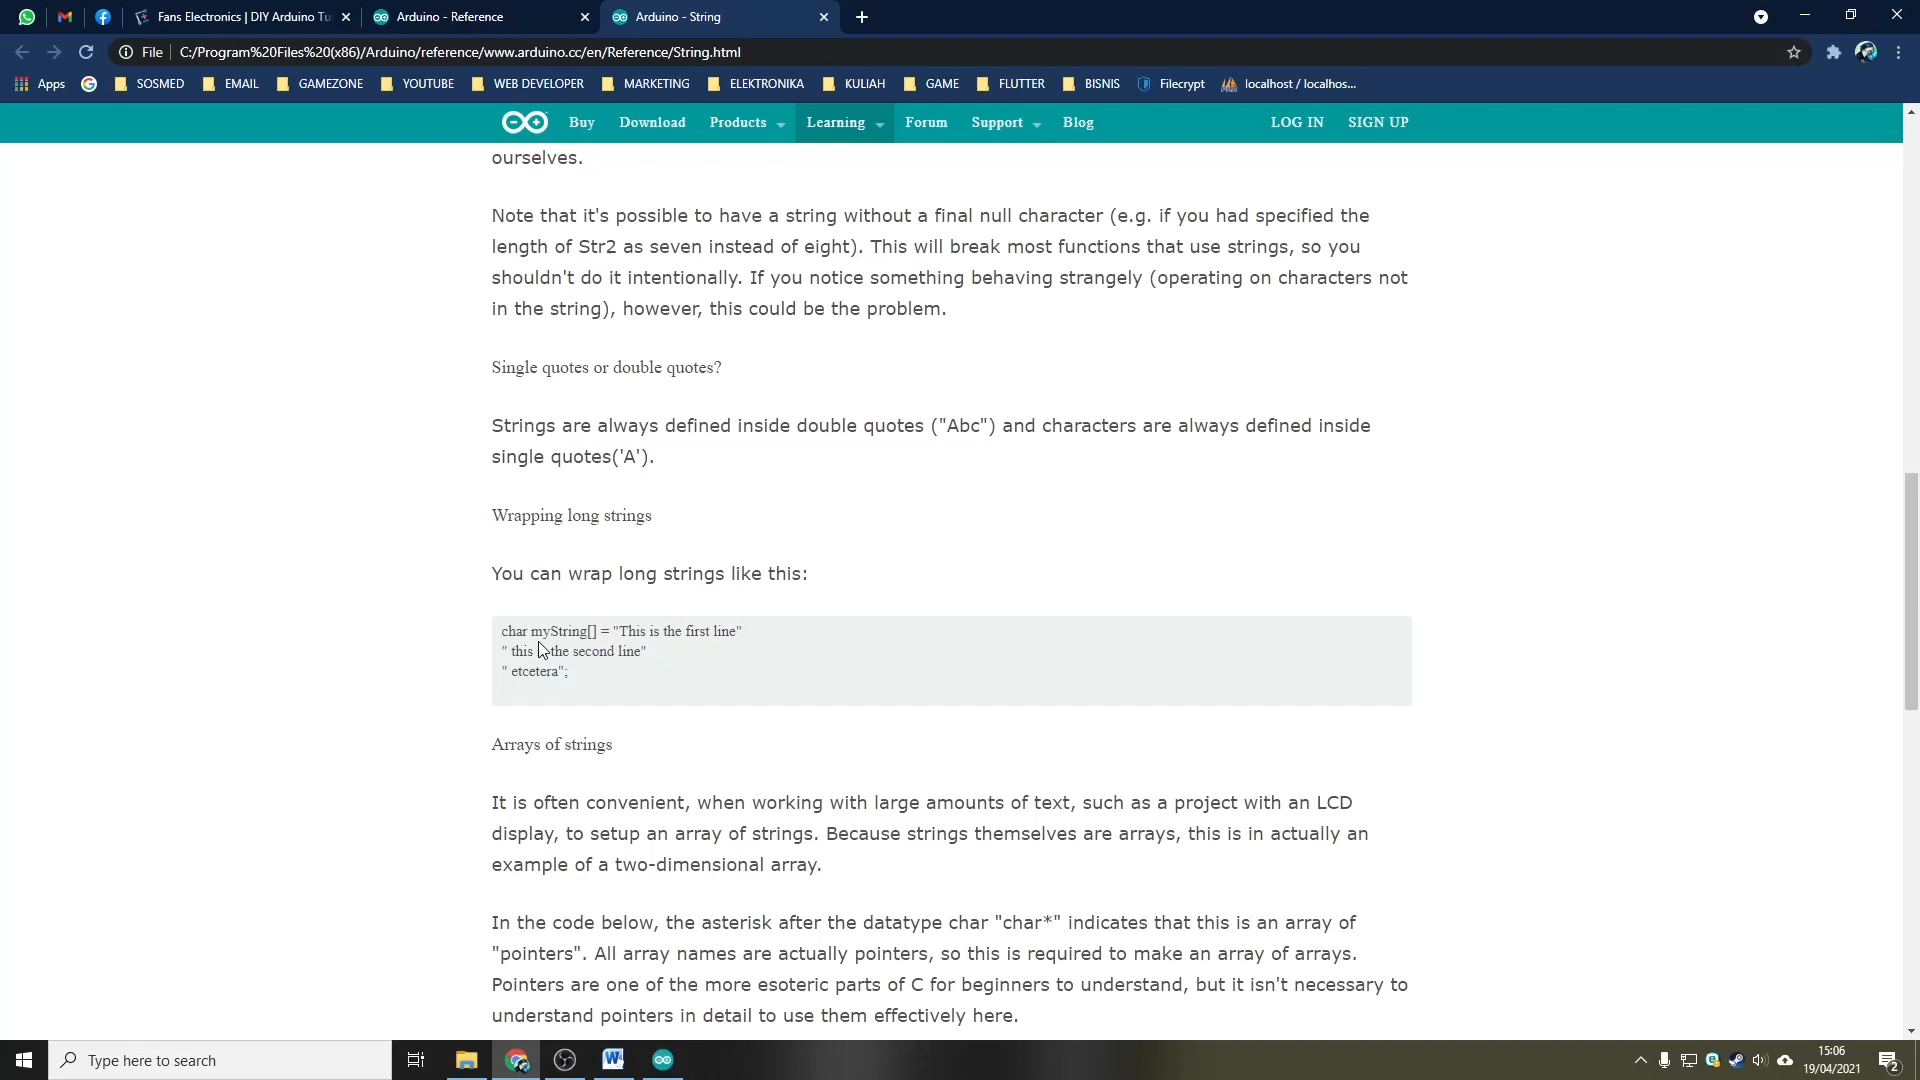 Fans Electronics | DIY Arduino Tu
Arduino - Reference
Arduino - String
File
C:/Program%20Files%20(x86)/Arduino/reference/www.arduino.cc/en/Reference/String.html
Apps
SOSMED
EMAIL
GAMEZONE
YOUTUBE
WEB DEVELOPER
MARKETING
ELEKTRONIKA
KULIAH
GAME
FLUTTER
BISNIS
Filecrypt
localhost / localhos...
Buy
Download
Products
Learning
Forum
Support
Blog
LOG IN
SIGN UP
ourselves.
Note that it's possible to have a string without a final null character (e.g. if you had specified the
length of Str2 as seven instead of eight). This will break most functions that use strings, so you
shouldn't do it intentionally. If you notice something behaving strangely (operating on characters not
in the string), however, this could be the problem.
Single quotes or double quotes?
Strings are always defined inside double quotes ("Abc") and characters are always defined inside
single quotes('A').
Wrapping long strings
You can wrap long strings like this:
char myString[] = "This is the first line"
" this the second line"
" etcetera";
Arrays of strings
It is often convenient, when working with large amounts of text, such as a project with an LCD
display, to setup an array of strings. Because strings themselves are arrays, this is in actually an
example of a two-dimensional array.
In the code below, the asterisk after the datatype char "char*" indicates that this is an array of
"pointers". All array names are actually pointers, so this is required to make an array of arrays.
Pointers are one of the more esoteric parts of C for beginners to understand, but it isn't necessary to
understand pointers in detail to use them effectively here.
Type here to search
15:06
19/04/2021
2